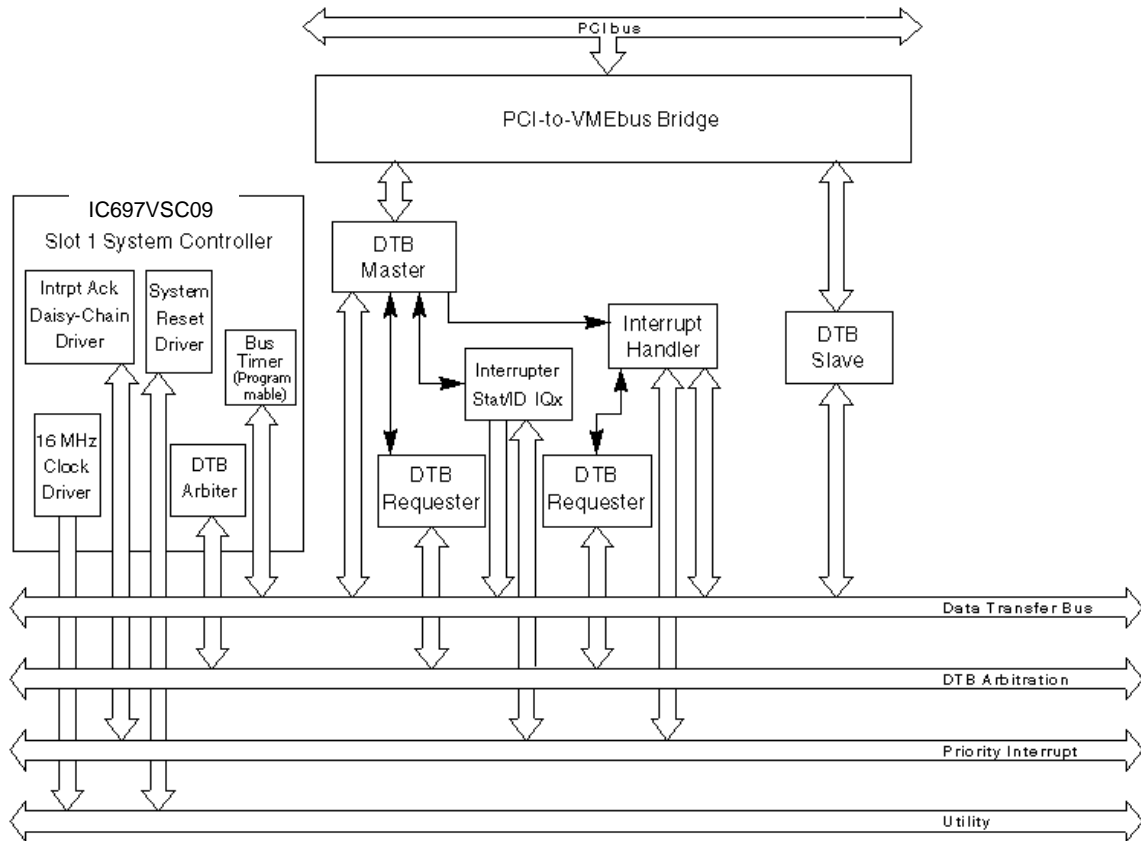 PCI bus
PCI-to-VMEbus Bridge
IC697VSC09
Slot 1 System Controller
Intrpt Ack
Daisy-Chain
Driver
System
Reset
Driver
Bus
Timer
(Program
mable)
16 MHz
Clock
Driver
DTB
Arbiter
DTB
Master
Interrupter
Stat/ID IQx
Interrupt
Handler
DTB
Slave
DTB
Requester
DTB
Requester
Data Transfer Bus
DTB Arbitration
Priority Interrupt
Utility